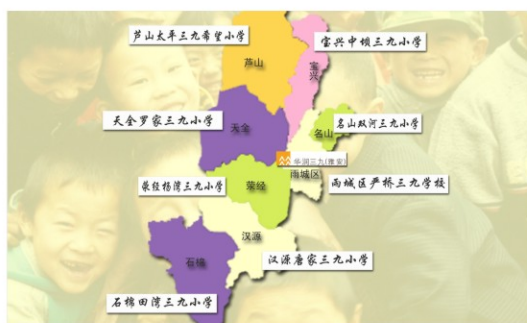 芦山太平三九希望小学
宝兴中坝三九小学
芦山
宝兴
天全罗家三九小学
天全
名山
名山双河三九小学
华润三九(雅安)
荥经杨湾三九小学
荥经
雨城区
雨城区严桥三九学校
汉源
石棉
汉源唐家三九小学
石棉田湾三九小学